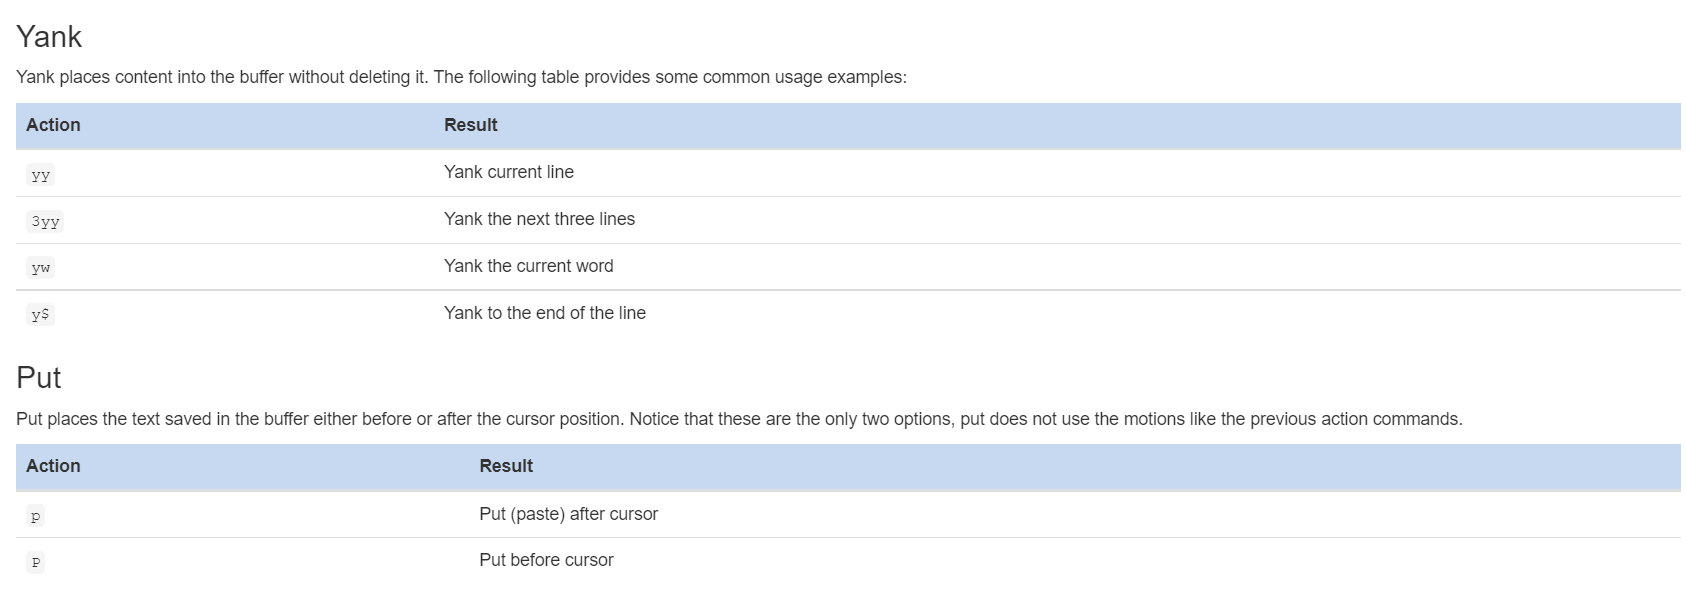 Yank
Yank places content into the buffer without deleting it. The following table provides some common usage examples:
Action Result
yy Yank current line
3yy Yank the next three lines
yw Yank the current word
y$ Yank to the end of the line
Put
Put places the text saved in the buffer either before or after the cursor position. Notice that these are the only two options, put does not use the motions like the previous action commands.
Action Result
p Put (paste) after cursor
P Put before cursor